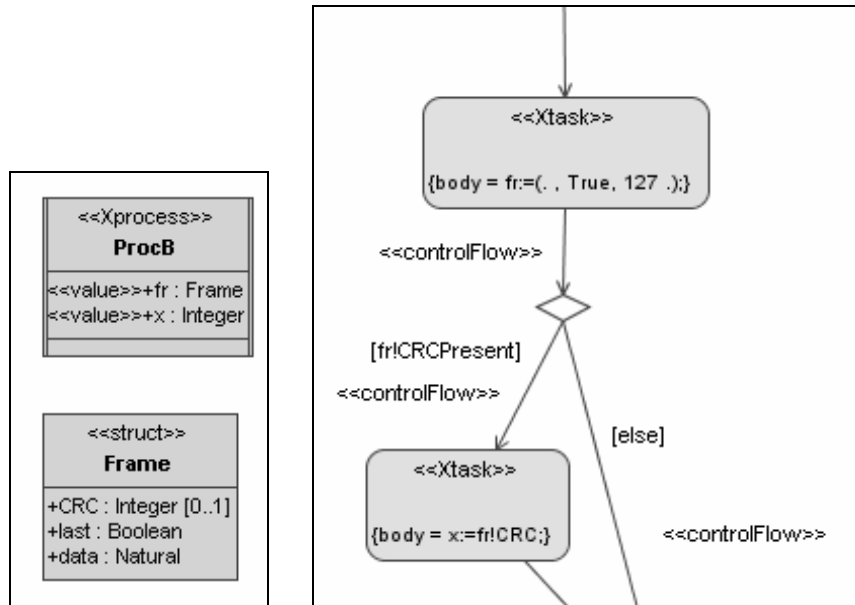 <<Xprocess>>
ProcB
<<value>>+fr : Frame
<<value>>+x : Integer
<<struct>>
Frame
+CRC : Integer [0..1]
+last : Boolean
+data : Natural
<<Xtask>>
{body = fr:=(. , True, 127 .);}
<<controlFlow>>
[fr!CRCPresent]
<<controlFlow>>
[else]
<<Xtask>>
{body = x:=fr!CRC;}
<<controlFlow>>